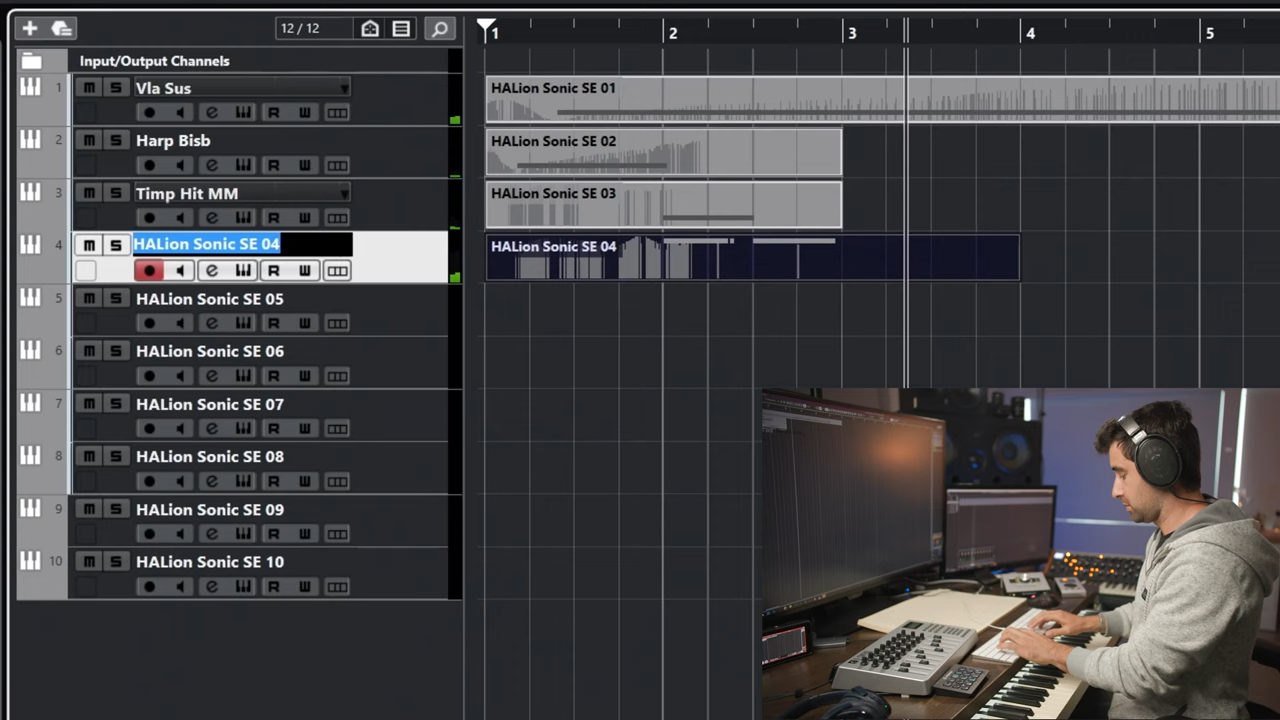 12 / 12
1 2 3 4 5
Input/Output Channels
1 m S Vla Sus
e R W
HALion Sonic SE 01
2 m S Harp Bisb
e R W
HALion Sonic SE 02
3 m S Timp Hit MM
e R W
HALion Sonic SE 03
4 m S HALion Sonic SE 04
e R W
HALion Sonic SE 04
5 m S HALion Sonic SE 05
e R W
6 m S HALion Sonic SE 06
e R W
7 m S HALion Sonic SE 07
e R W
8 m S HALion Sonic SE 08
e R W
9 m S HALion Sonic SE 09
e R W
10 m S HALion Sonic SE 10
e R W